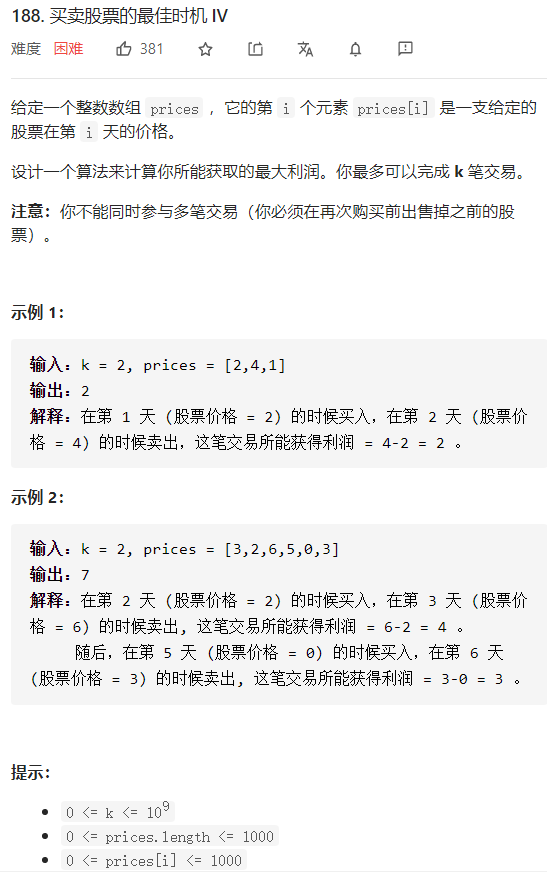 188. 买卖股票的最佳时机 IV
难度 困难 381
给定一个整数数组 prices ，它的第 i 个元素 prices[i] 是一支给定的
股票在第 i 天的价格。
设计一个算法来计算你所能获取的最大利润。你最多可以完成 k 笔交易。
注意：你不能同时参与多笔交易（你必须在再次购买前出售掉之前的股
票）。
示例 1：
输入：k = 2, prices = [2,4,1]
输出：2
解释：在第 1 天 (股票价格 = 2) 的时候买入，在第 2 天 (股票价
格 = 4) 的时候卖出，这笔交易所能获得利润 = 4-2 = 2 。
示例 2：
输入：k = 2, prices = [3,2,6,5,0,3]
输出：7
解释：在第 2 天 (股票价格 = 2) 的时候买入，在第 3 天 (股票价
格 = 6) 的时候卖出, 这笔交易所能获得利润 = 6-2 = 4 。
随后，在第 5 天 (股票价格 = 0) 的时候买入，在第 6 天
(股票价格 = 3) 的时候卖出, 这笔交易所能获得利润 = 3-0 = 3 。
提示：
0 <= k <= 10⁹
0 <= prices.length <= 1000
0 <= prices[i] <= 1000